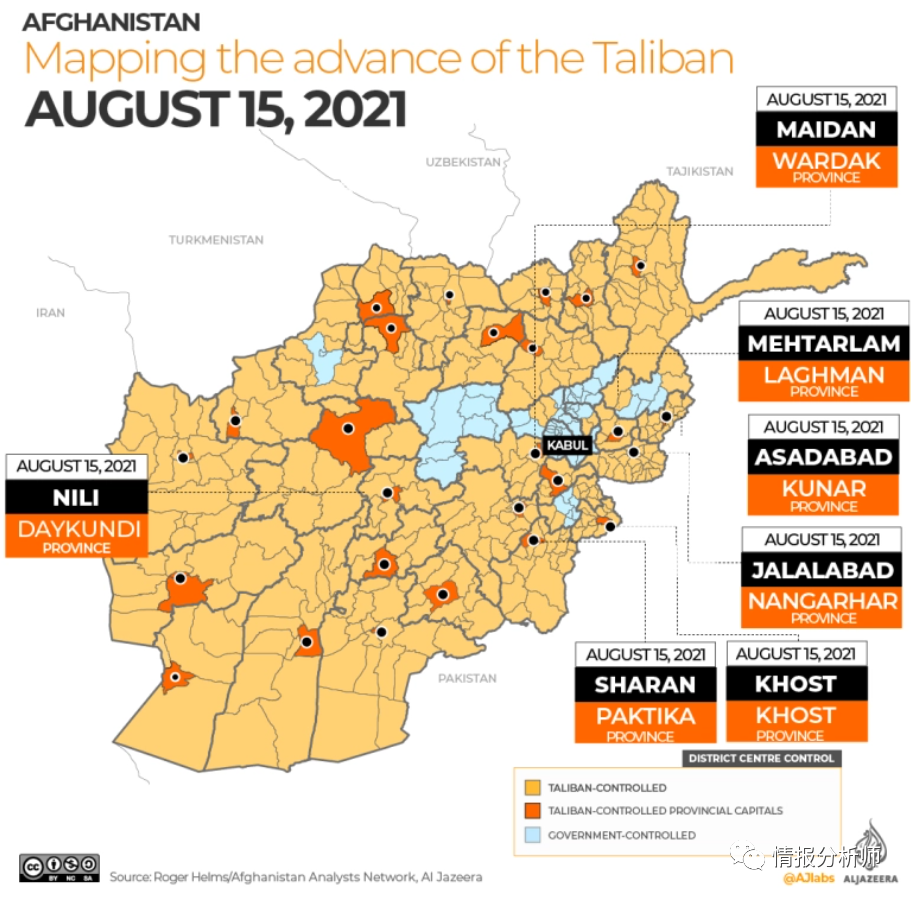 AFGHANISTAN
Mapping the advance of the Taliban
AUGUST 15, 2021
AUGUST 15, 2021
MAIDAN
WARDAK
PROVINCE
UZBEKISTAN
TAJIKISTAN
TURKMENISTAN
IRAN
AUGUST 15, 2021
MEHTARLAM
LAGHMAN
PROVINCE
KABUL
AUGUST 15, 2021
ASADABAD
KUNAR
PROVINCE
AUGUST 15, 2021
NILI
DAYKUNDI
PROVINCE
AUGUST 15, 2021
JALALABAD
NANGARHAR
PROVINCE
PAKISTAN
AUGUST 15, 2021
SHARAN
PAKTIKA
PROVINCE
AUGUST 15, 2021
KHOST
KHOST
PROVINCE
DISTRICT CENTRE CONTROL
TALIBAN-CONTROLLED
TALIBAN-CONTROLLED PROVINCIAL CAPITALS
GOVERNMENT-CONTROLLED
情报分析师
cc BY NC SA
Source: Roger Helms/Afghanistan Analysts Network, Al Jazeera
@AJlabs
ALJAZEERA